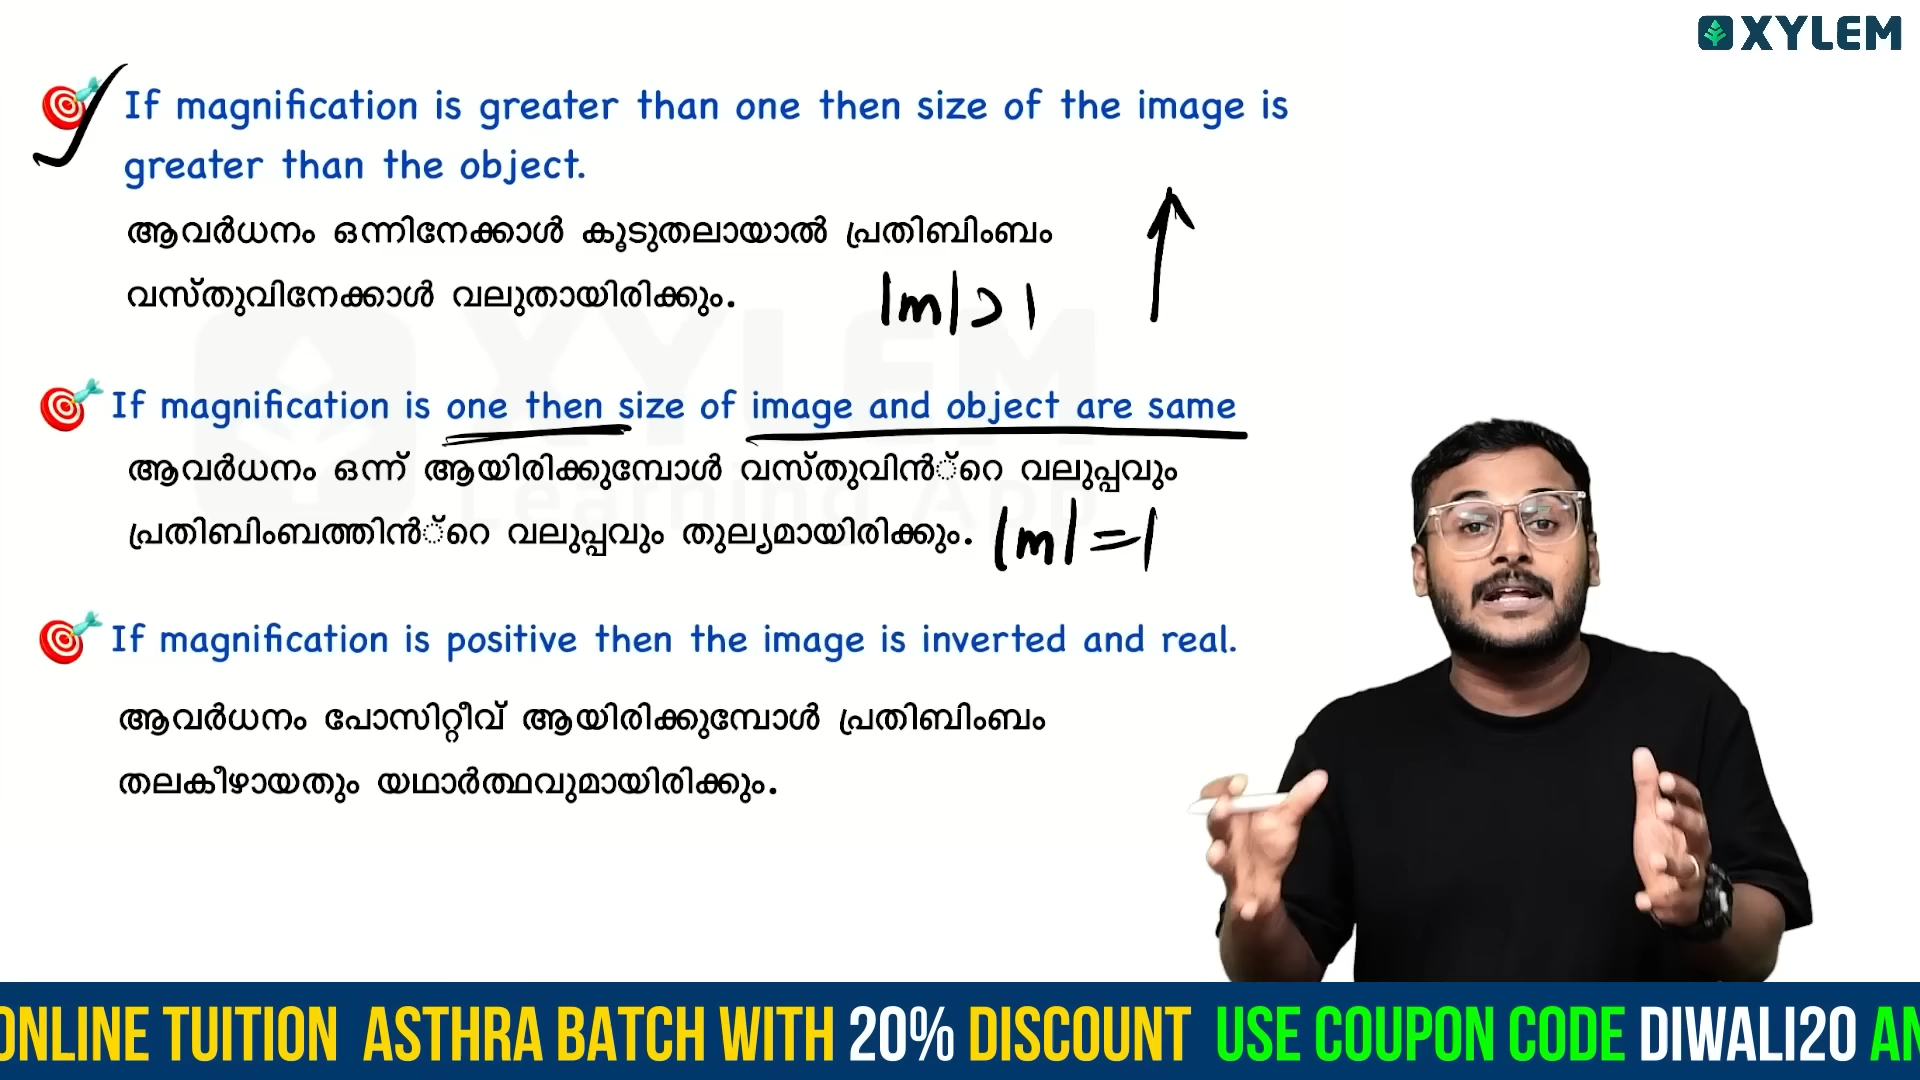 XYLEM
If magnification is greater than one then size of the image is
greater than the object.
ആവർധനം ഒന്നിനേക്കാൾ കൂടുതലായാൽ പ്രതിബിംബം
വസ്തുവിനേക്കാൾ വലുതായിരിക്കും.
|m| > 1
If magnification is one then size of image and object are same
ആവർധനം ഒന്ന് ആയിരിക്കുമ്പോൾ വസ്തുവിൻ്റെ വലുപ്പവും
പ്രതിബിംബത്തിൻ്റെ വലുപ്പവും തുല്യമായിരിക്കും.
|m| = 1
If magnification is positive then the image is inverted and real.
ആവർധനം പോസിറ്റീവ് ആയിരിക്കുമ്പോൾ പ്രതിബിംബം
തലകീഴായതും യഥാർത്ഥവുമായിരിക്കും.
XYLEM
Learning App
ONLINE TUITION ASTHRA BATCH WITH 20% DISCOUNT USE COUPON CODE DIWALI20 AN